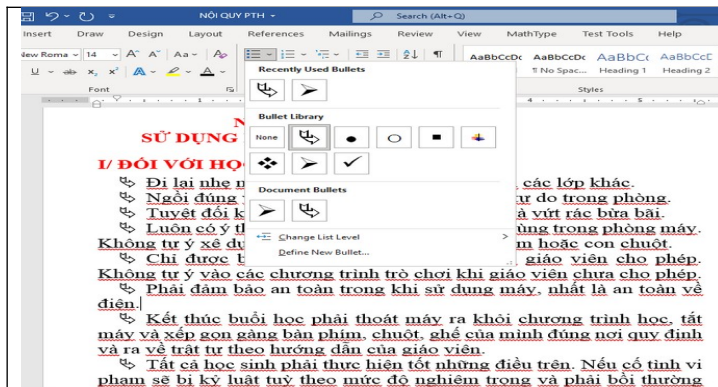 NỘI QUY PTH
Search (Alt+Q)
Insert Draw Design Layout References Mailings Review View MathType Test Tools Help
New Roma 14 A^ A˅ Aa A
AaBbCcDc AaBbCcDc AaBbCc AaBbCcC
U ab x, x² A A
¶ No Spac... Heading 1 Heading 2
Font Styles
Recently Used Bullets
Bullet Library
None
Document Bullets
Change List Level
Define New Bullet...
SỬ DỤNG
I/ ĐỐI VỚI HỌ
Đi lại nhẹ n các lớp khác.
Ngồi đúng tự do trong phòng.
Tuyệt đối k à vứt rác bừa bãi.
Luôn có ý th ùng trong phòng máy.
Không tự ý xê dị m hoặc con chuột.
Chỉ được b giáo viên cho phép.
Không tự ý vào các chương trình trò chơi khi giáo viên chưa cho phép.
Phải đảm bảo an toàn trong khi sử dụng máy, nhất là an toàn về
điện.
Kết thúc buổi học phải thoát máy ra khỏi chương trình học, tắt
máy và xếp gọn gàng bàn phím, chuột, ghế của mình đúng nơi quy định
và ra về trật tự theo hướng dẫn của giáo viên.
Tất cả học sinh phải thực hiện tốt những điều trên. Nếu cố tình vi
phạm sẽ bị kỷ luật tuỳ theo mức độ nghiêm trọng và phải bồi thường